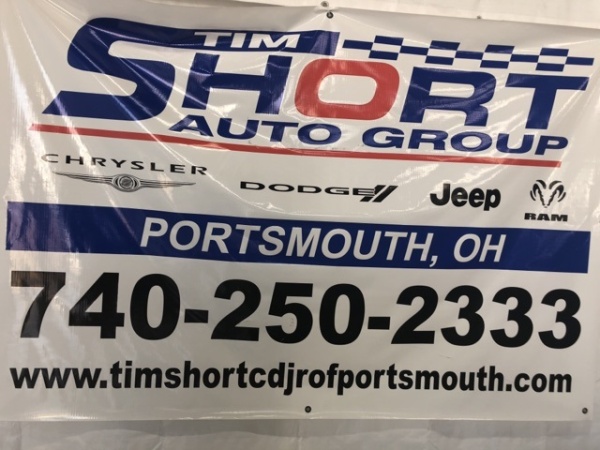 TIM
SHORT
AUTO GROUP
CHRYSLER
DODGE Jeep RAM
PORTSMOUTH, OH
740-250-2333
www.timshortcdjrofportsmouth.com